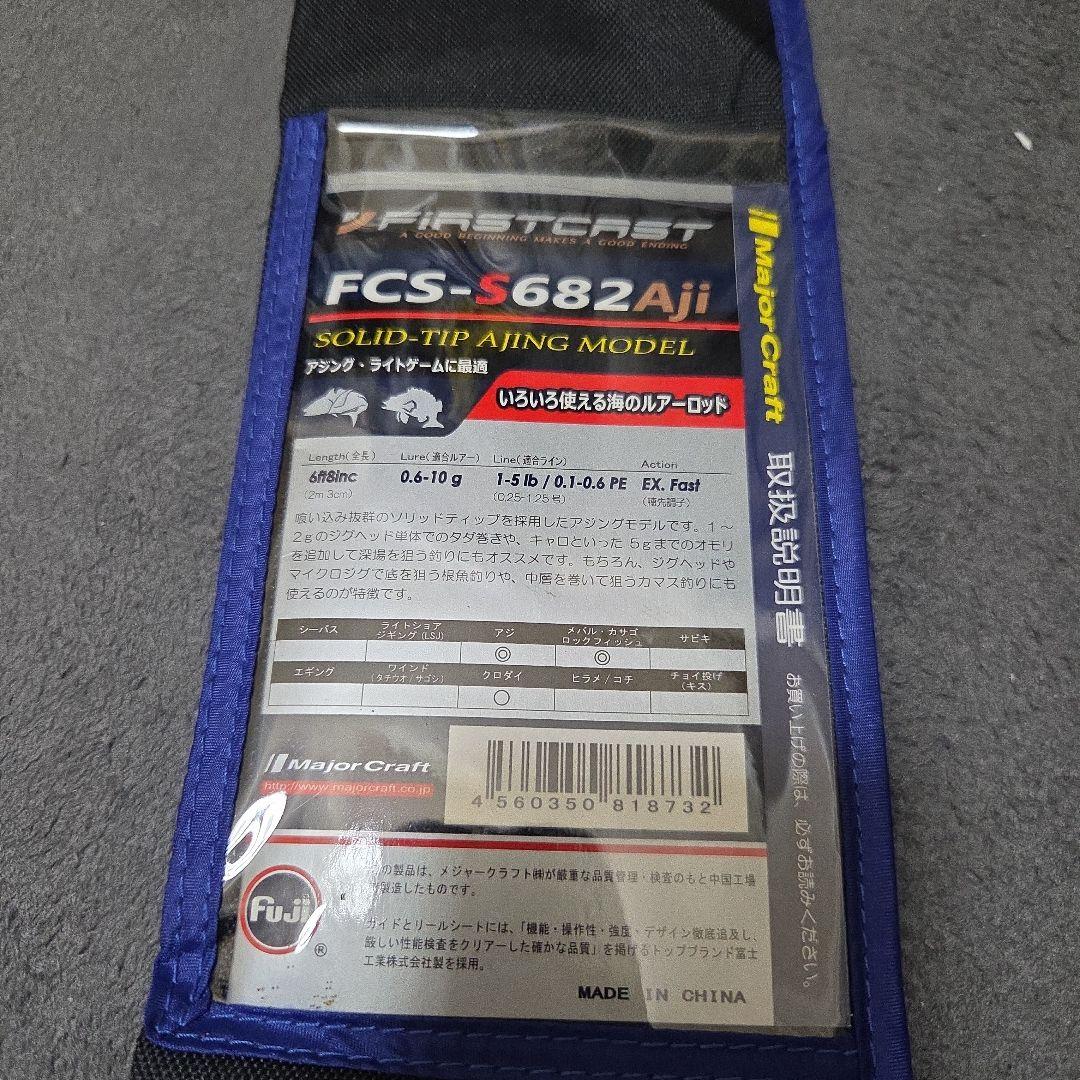 FIRSTCAST
A GOOD BEGINNING MAKES A GOOD ENDING
FCS-S682Aji
SOLID-TIP AJING MODEL
アジング・ライトゲームに最適
いろいろ使える海のルアーロッド
Length(全長) Lure(適合ルアー) Line(適合ライン) Action
6ft8inc 0.6-10 g 1-5 lb / 0.1-0.6 PE EX. Fast
(2m 3cm) (0.25-1.25号) (穂先調子)
喰い込み抜群のソリッドティップを採用したアジングモデルです。1～
2gのジグヘッド単体でのタダ巻きや、キャロといった 5gまでのオモリ
を追加して深場を狙う釣りにもオススメです。もちろん、ジグヘッドや
マイクロジグで底を狙う根魚釣りや、中層を巻いて狙うカマス釣りにも
使えるのが特徴です。
シーバス ライトショア ジギング(LSJ) アジ メバル・カサゴ ロックフィッシュ サビキ
◎ ◎
エギング ワインド (タチウオ/サゴシ) クロダイ ヒラメ/コチ チョイ投げ (キス)
○
Major Craft
http://www.majorcraft.co.jp
4 560350 818732
の製品は、メジャークラフト㈱が厳重な品質管理・検査のもと中国工場
製造したものです。
Fuji
®
ガイドとリールシートには、「機能・操作性・強度・デザイン徹底追及し、
厳しい性能検査をクリアーした確かな品質」を掲げるトップブランド富士
工業株式会社製を採用。
MADE IN CHINA
Major Craft 取扱説明書 お買い上げの際は、必ずお読みください。